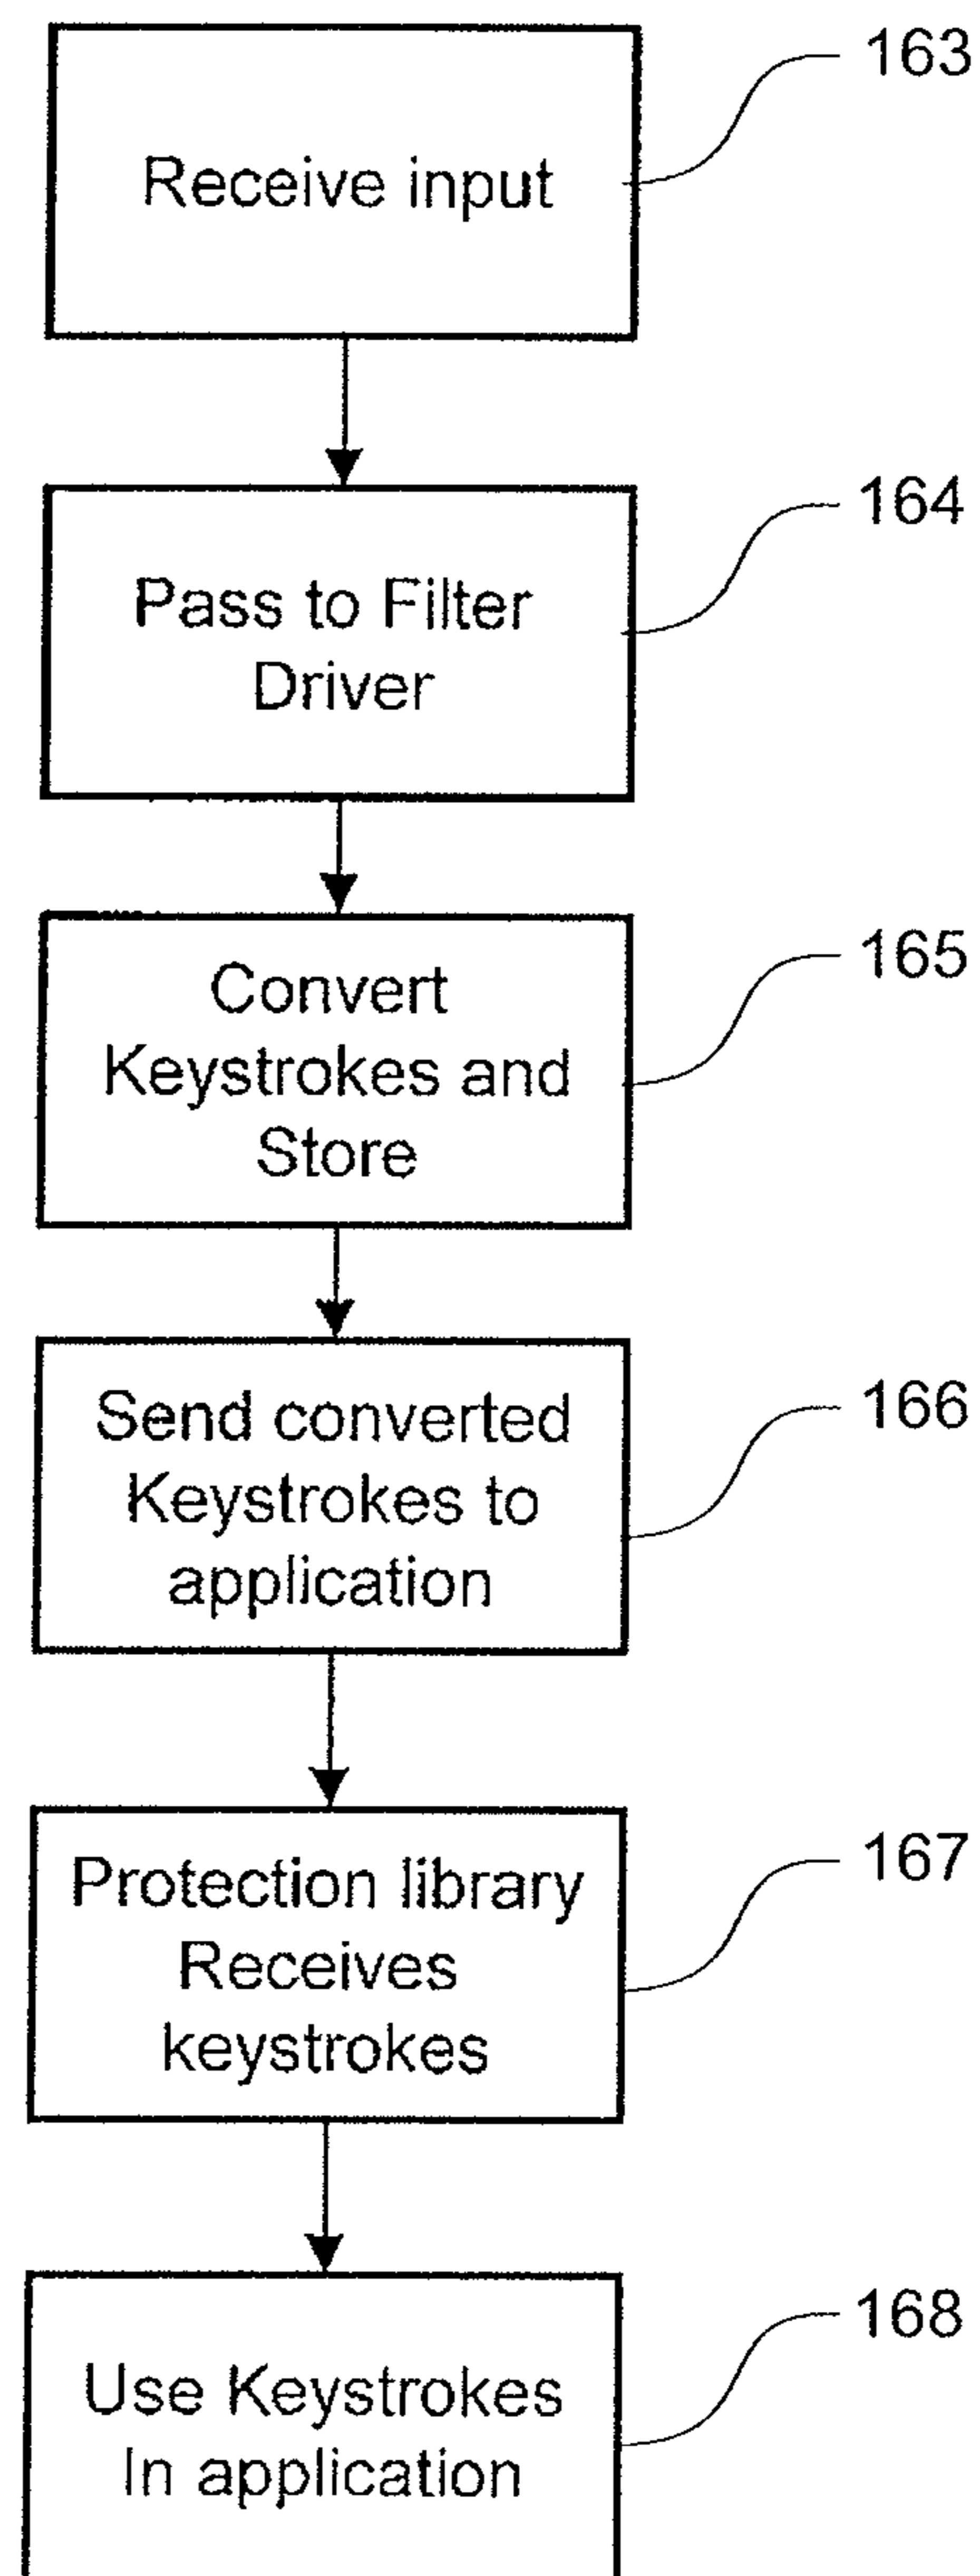 163
Receive input
164
Pass to Filter
Driver
165
Convert
Keystrokes and
Store
166
Send converted
Keystrokes to
application
167
Protection library
Receives
keystrokes
168
Use Keystrokes
In application